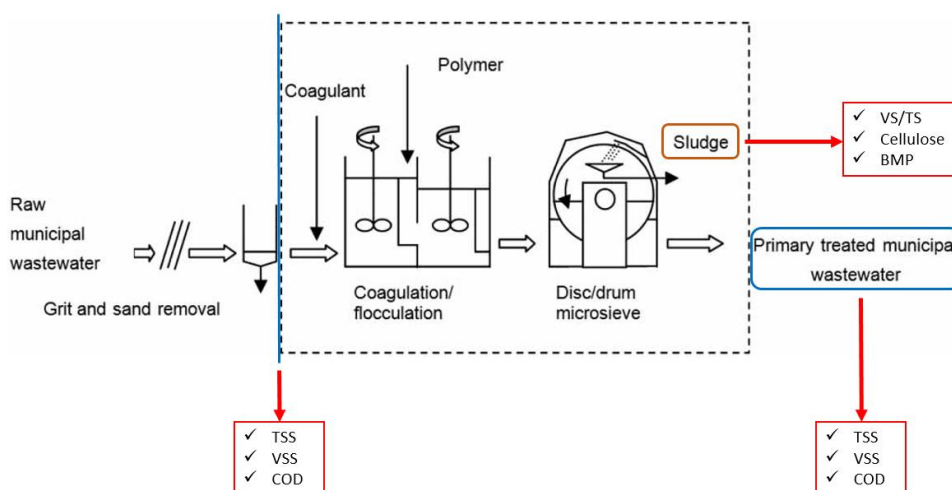 Polymer
Coagulant
Sludge
✓ VS/TS
✓ Cellulose
✓ BMP
Raw
municipal
wastewater
Grit and sand removal
Coagulation/
flocculation
Disc/drum
microsieve
Primary treated municipa
wastewater
✓ TSS
✓ VSS
✓ COD
✓ TSS
✓ VSS
✓ COD